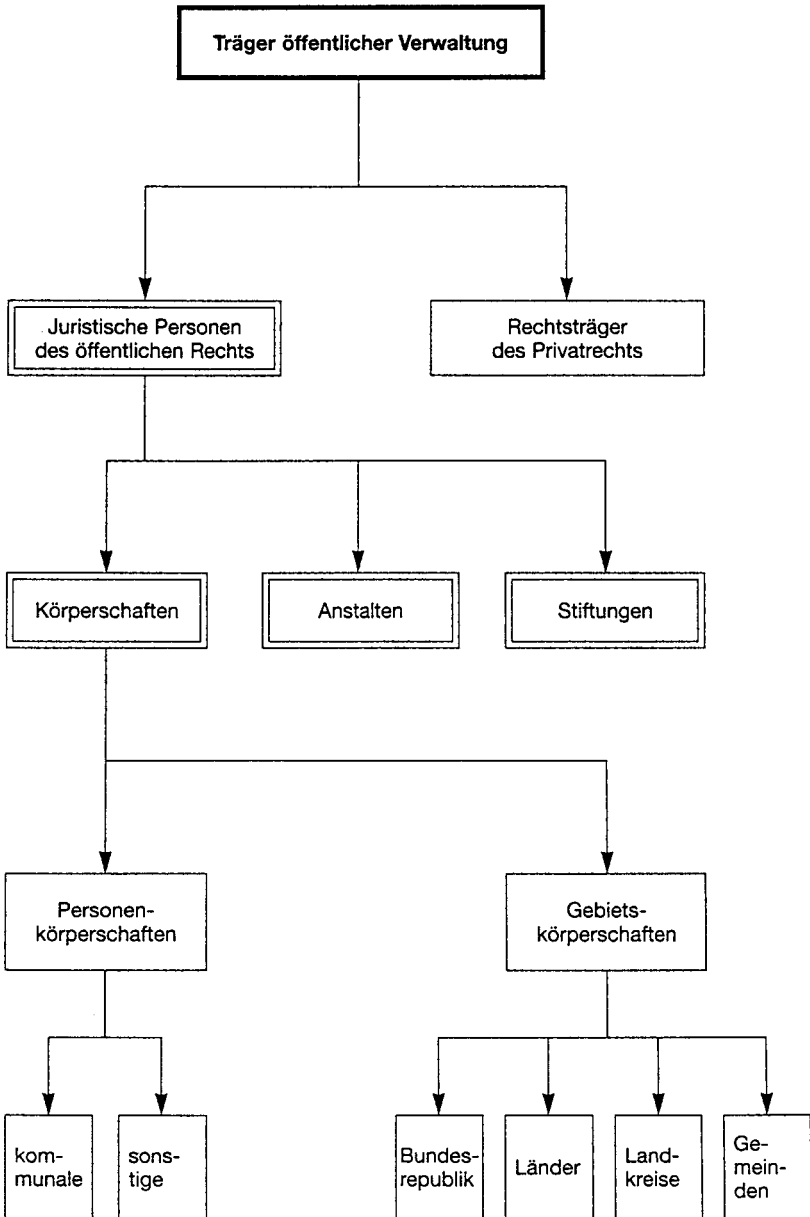 Träger öffentlicher Verwaltung
Juristische Personen
des öffentlichen Rechts
Rechtsträger
des Privatrechts
Körperschaften
Anstalten
Stiftungen
Personen-
körperschaften
Gebiets-
körperschaften
kom-
munale
sons-
tige
Bundes-
republik
Länder
Land-
kreise
Ge-
mein-
den